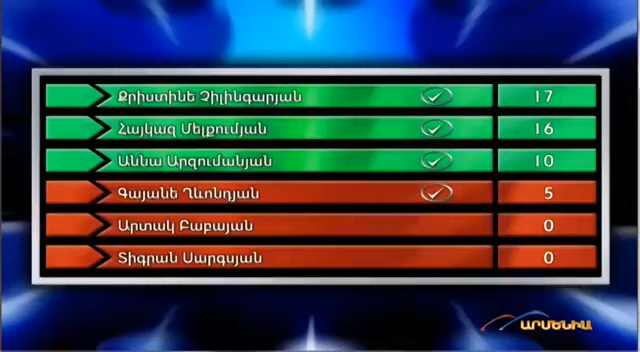 Քրիստինե Չիլինգարյան 17
Հայկազ Մելքումյան 16
Աննա Արզումանյան 10
Գայանե Ղևոնդյան 5
Արտակ Բաբայան 0
Տիգրան Սարգսյան 0
ԱՐՄԵՆԻԱ